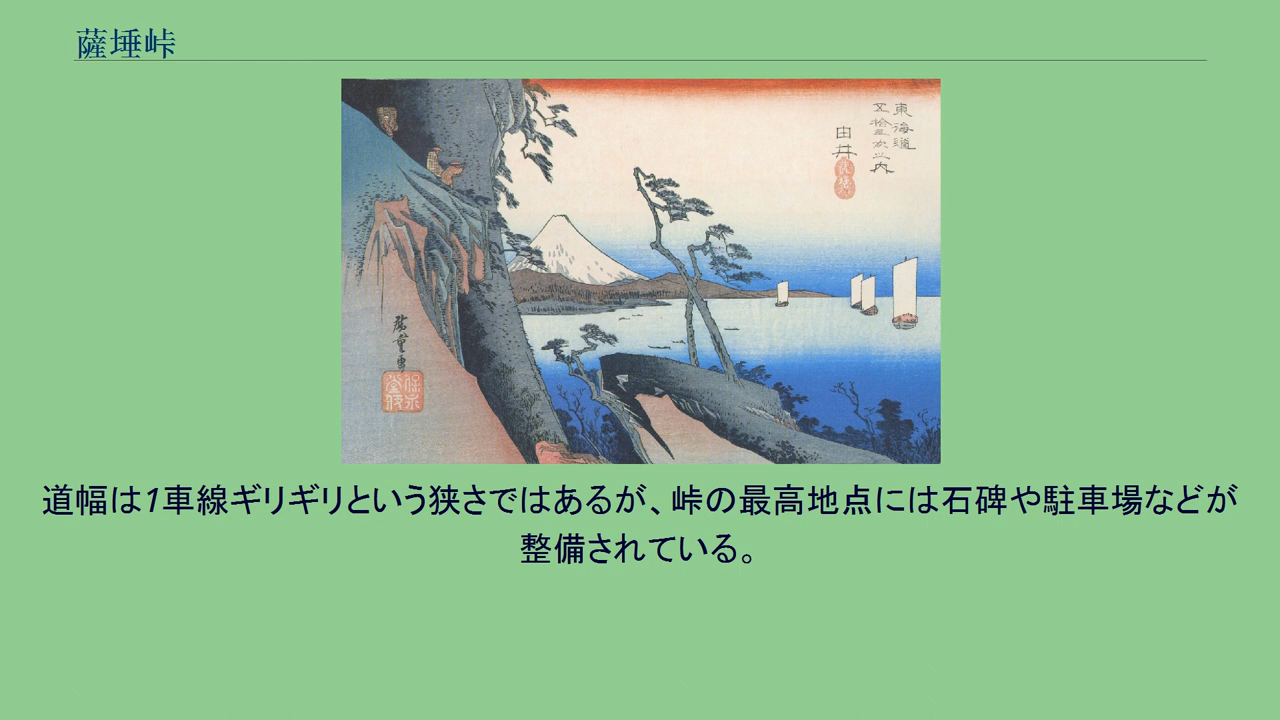 薩埵峠
東海道
五拾三次之内
由井
廣重画
道幅は1車線ギリギリという狭さではあるが、峠の最高地点には石碑や駐車場などが
整備されている。